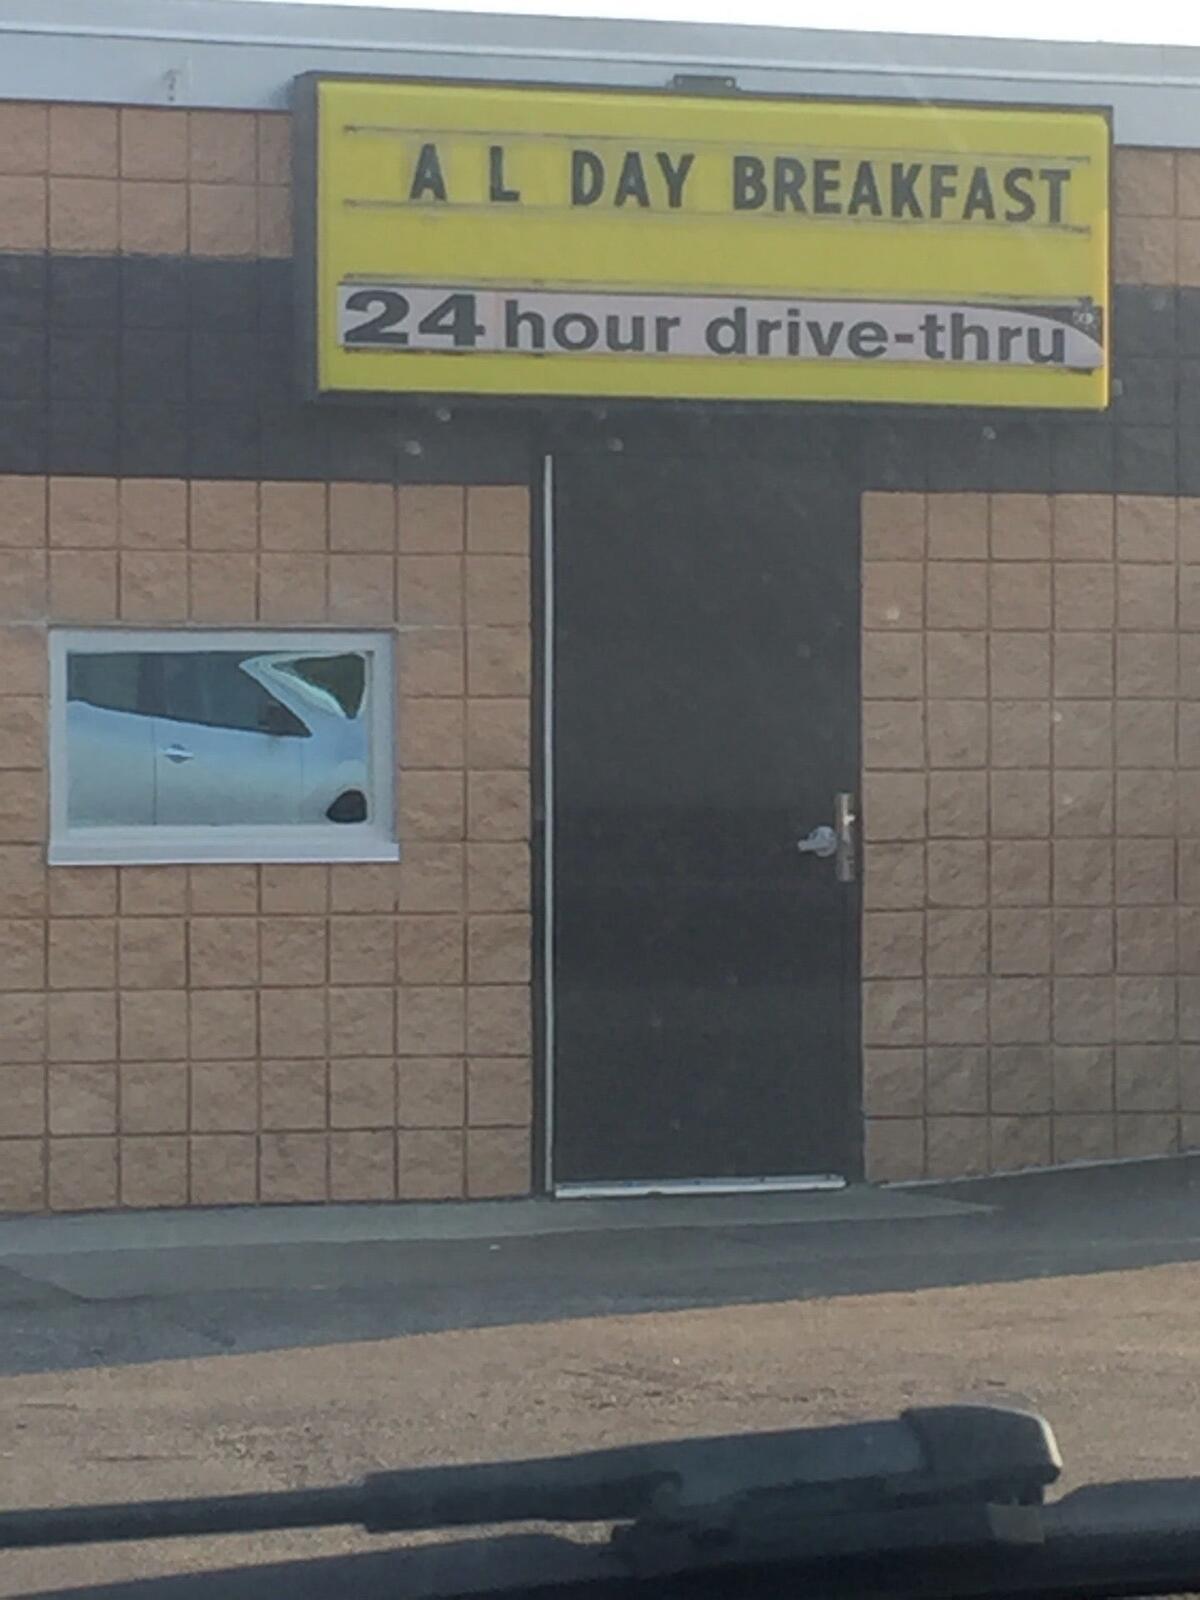 A L DAY BREAKFAST
24 hour drive-thru